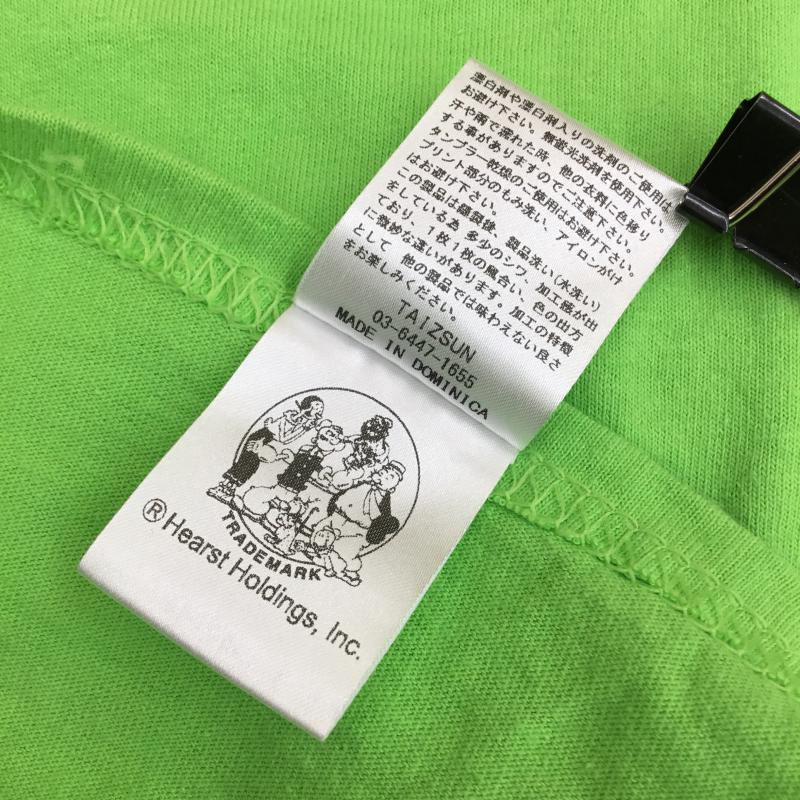 漂白剤や漂白剤入りの洗剤のご使用は
お避け下さい。無蛍光洗剤を使用下さい。
汗や雨で濡れた時、他の衣料に色移り
する事がありますのでご注意下さい。
タンブラー乾燥のご使用はお避け下さい。
プリント部分のもみ洗い、アイロンがけ
はお避け下さい。
この製品は縫製後、製品洗い(水洗い)
をしている為 多少のシワ、加工感が出
ており、1枚1枚の風合い、色の出方
に微妙な違いがあります。加工の特徴
として、他の製品では味わえない良さ
をお楽しみください。
TAIZSUN
03-6447-1655
MADE IN DOMINICA
TRADEMARK
®Hearst Holdings, Inc.